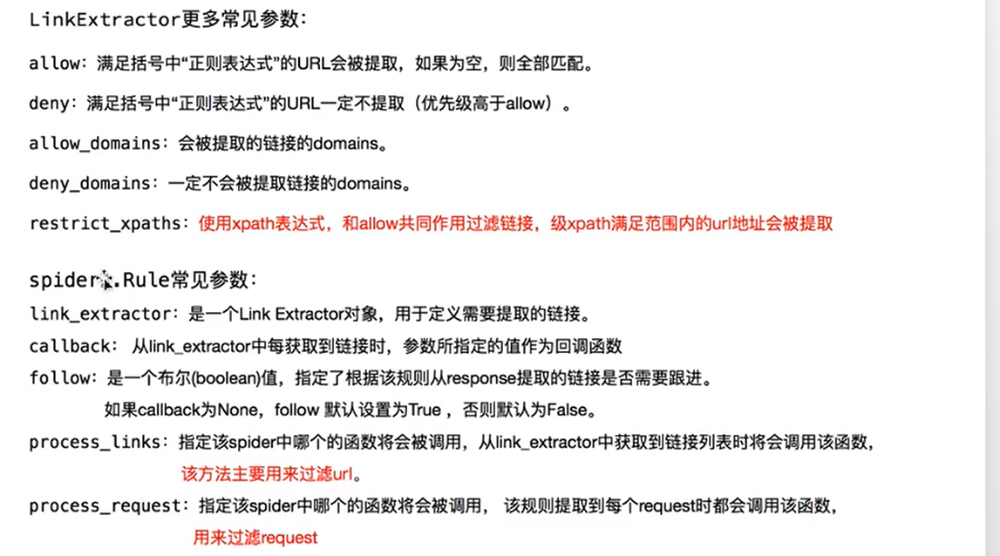 LinkExtractor更多常见参数：
allow：满足括号中“正则表达式”的URL会被提取，如果为空，则全部匹配。
deny：满足括号中“正则表达式”的URL一定不提取（优先级高于allow）。
allow_domains：会被提取的链接的domains。
deny_domains：一定不会被提取链接的domains。
restrict_xpaths：使用xpath表达式，和allow共同作用过滤链接，级xpath满足范围内的url地址会被提取
spiders.Rule常见参数：
link_extractor：是一个Link Extractor对象，用于定义需要提取的链接。
callback： 从link_extractor中每获取到链接时，参数所指定的值作为回调函数
follow：是一个布尔(boolean)值，指定了根据该规则从response提取的链接是否需要跟进。
如果callback为None，follow 默认设置为True ，否则默认为False。
process_links：指定该spider中哪个的函数将会被调用，从link_extractor中获取到链接列表时将会调用该函数，
该方法主要用来过滤url。
process_request：指定该spider中哪个的函数将会被调用， 该规则提取到每个request时都会调用该函数，
用来过滤request